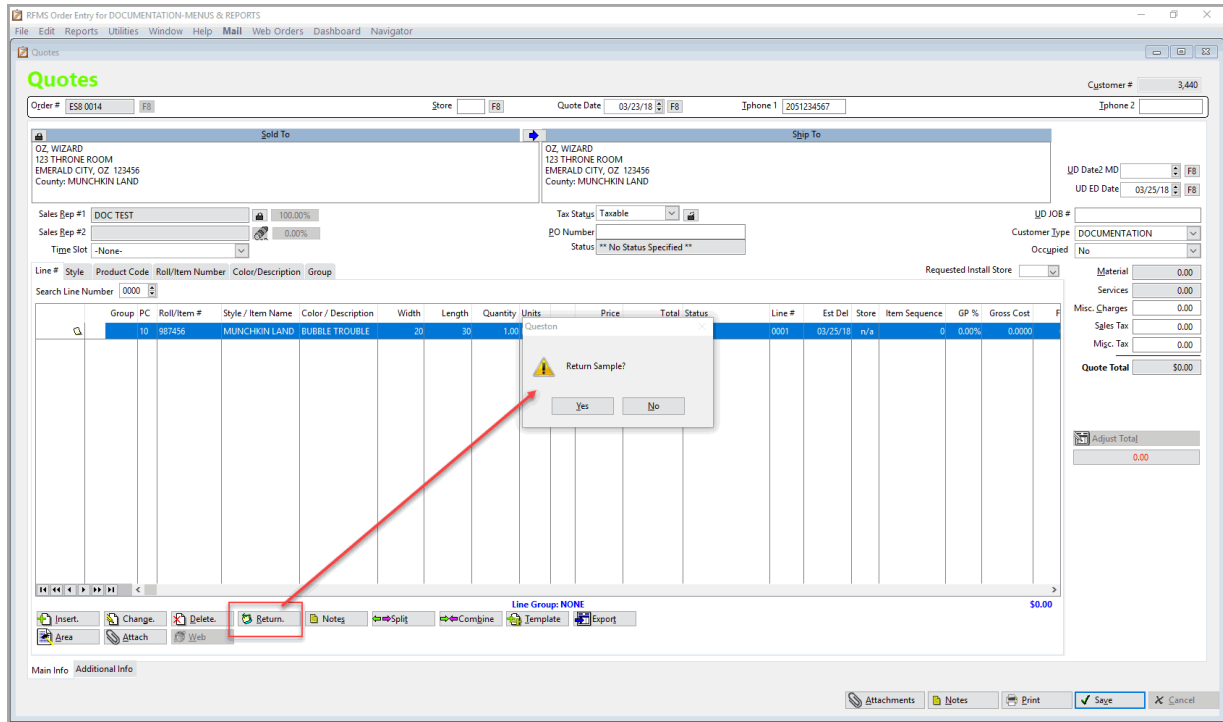 RFMS Order Entry for DOCUMENTATION-MENUS & REPORTS
File Edit Reports Utilities Window Help Mail Web Orders Dashboard Navigator
Quotes
Quotes
Customer # 3,440
Order # ES8 0014 F8 Store F8 Quote Date 03/23/18 F8 Tphone 1 2051234567 Tphone 2
Sold To Ship To
OZ, WIZARD OZ, WIZARD
123 THRONE ROOM 123 THRONE ROOM
EMERALD CITY, OZ 123456 EMERALD CITY, OZ 123456
County: MUNCHKIN LAND County: MUNCHKIN LAND
UD Date2 MD F8
UD ED Date 03/25/18 F8
Sales Rep #1 DOC TEST 100.00% Tax Status Taxable UD JOB #
Sales Rep #2 0.00% PO Number Customer Type DOCUMENTATION
Time Slot -None- Status ** No Status Specified ** Occupied No
Line # Style Product Code Roll/Item Number Color/Description Group Requested Install Store
Material 0.00
Search Line Number 0000
Services 0.00
Misc. Charges 0.00
Sales Tax 0.00
Misc. Tax 0.00
Quote Total $0.00
Group PC Roll/Item # Style / Item Name Color / Description Width Length Quantity Units Price Total Status Line # Est Del Store Item Sequence GP % Gross Cost F
10 987456 MUNCHKIN LAND BUBBLE TROUBLE 20 30 1.00 0001 03/25/18 n/a 0 0.00% 0.0000
Queston
Return Sample?
Yes No
Adjust Total
0.00
Line Group: NONE $0.00
Insert. Change. Delete. Return. Notes Split Combine Template Export
Area Attach Web
Main Info Additional Info
Attachments Notes Print Save Cancel